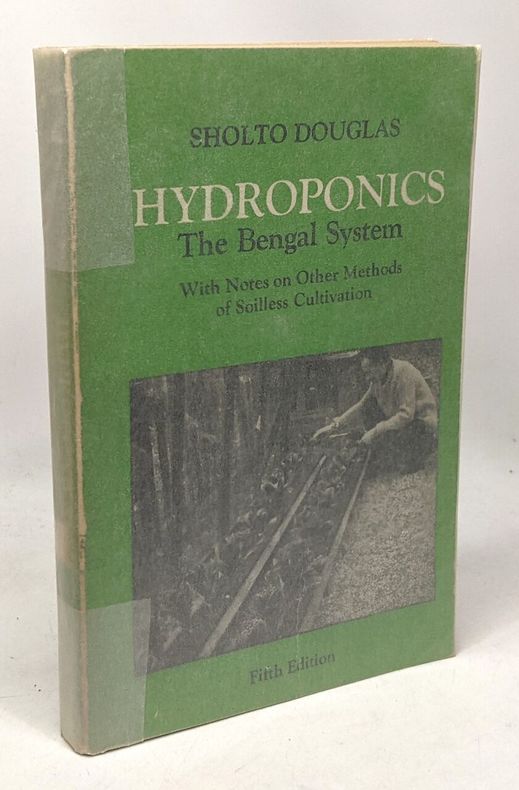 SHOLTO DOUGLAS
HYDROPONICS
The Bengal System
With Notes on Other Methods
of Soilless Cultivation
Fifth Edition